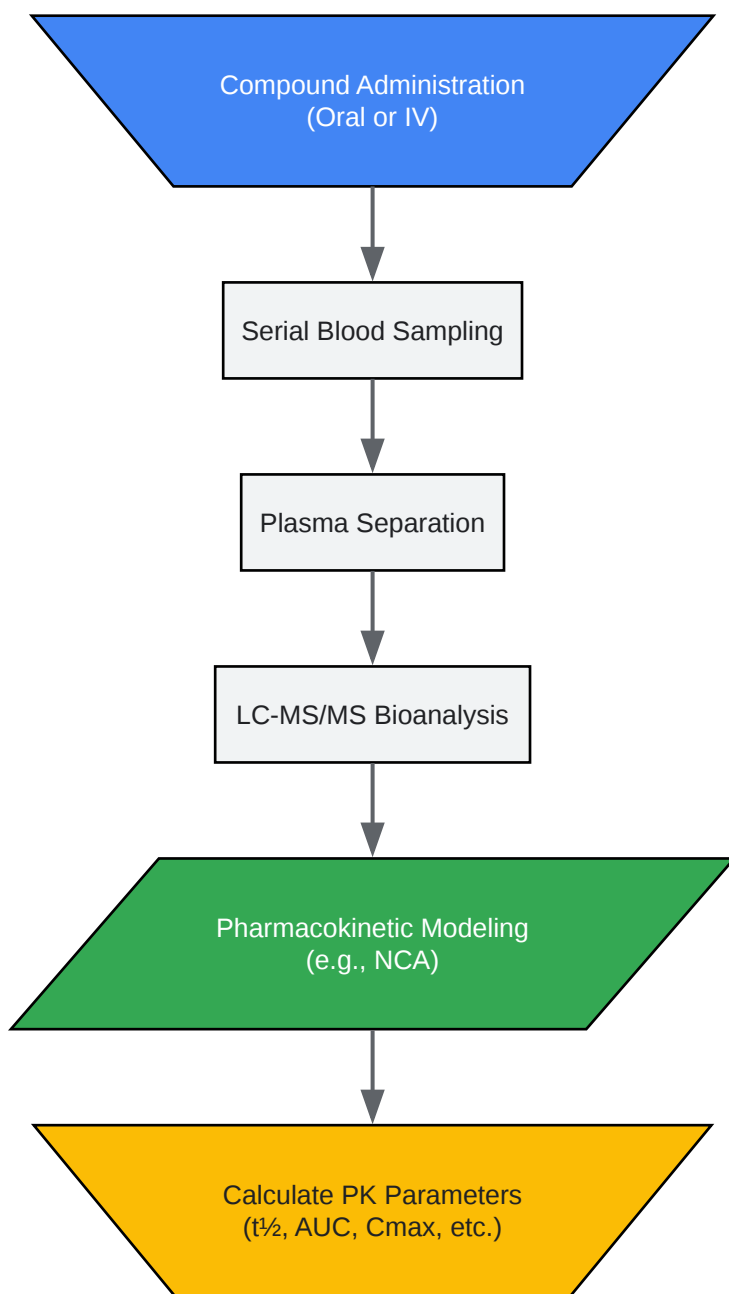 Compound Administration
(Oral or IV)
Serial Blood Sampling
Plasma Separation
LC-MS/MS Bioanalysis
Pharmacokinetic Modeling
(e.g., NCA)
Calculate PK Parameters
(t½, AUC, Cmax, etc.)